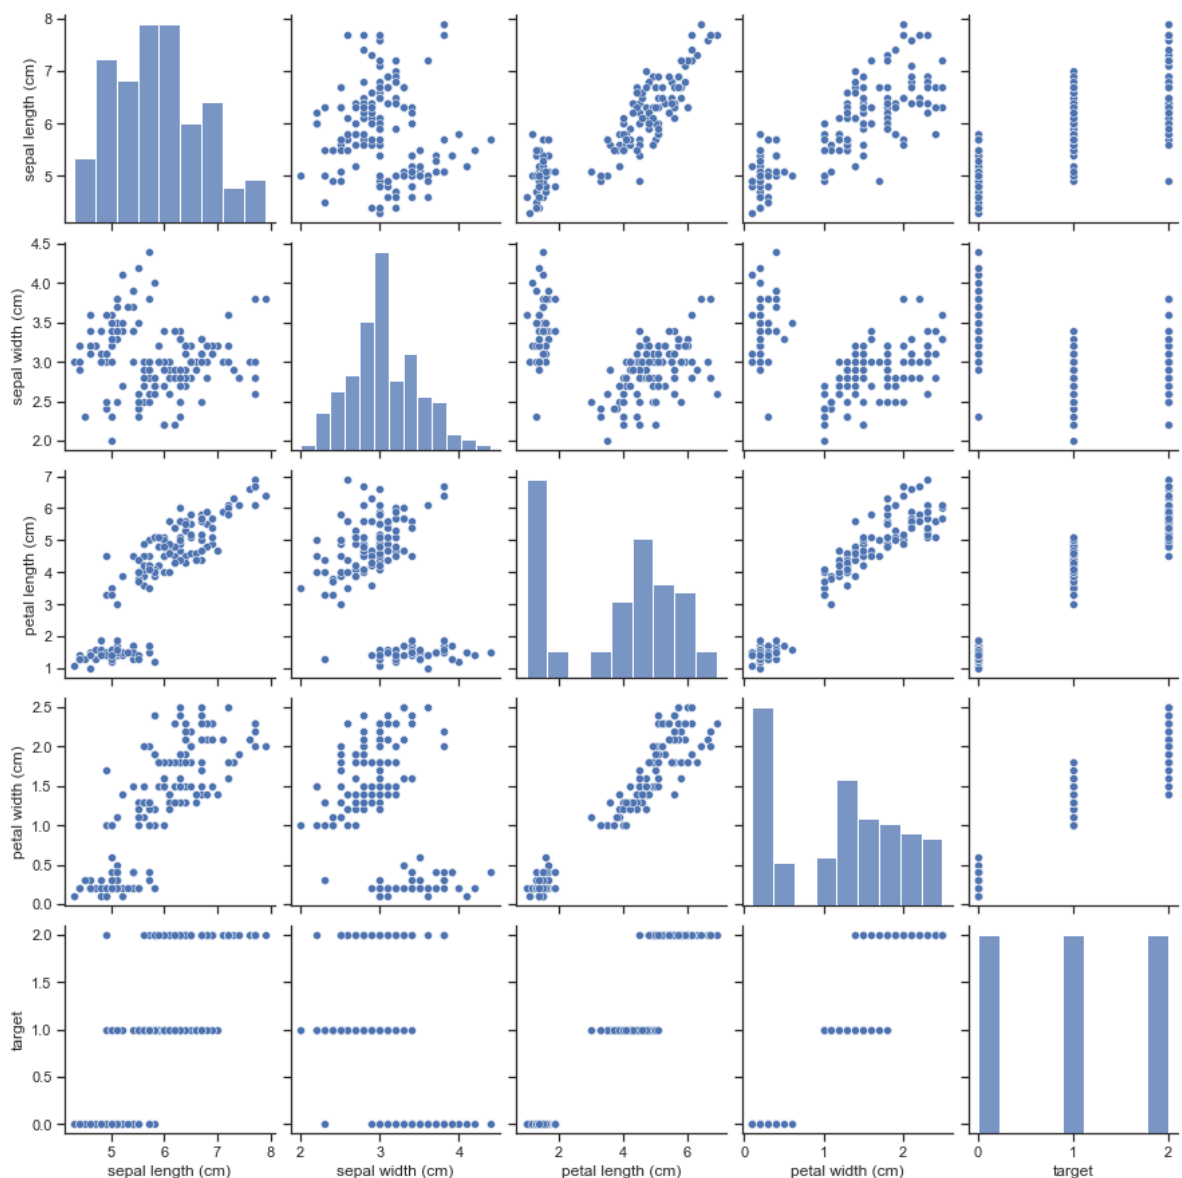 8
7
6
5
sepal length (cm)
4.5
4.0
3.5
3.0
2.5
2.0
sepal width (cm)
7
6
5
4
3
2
1
petal length (cm)
2.5
2.0
1.5
1.0
0.5
0.0
petal width (cm)
2.0
1.5
1.0
0.5
0.0
target
5 6 7 8
sepal length (cm)
2 3 4
sepal width (cm)
2 4 6
petal length (cm)
0 1 2
petal width (cm)
0 1 2
target